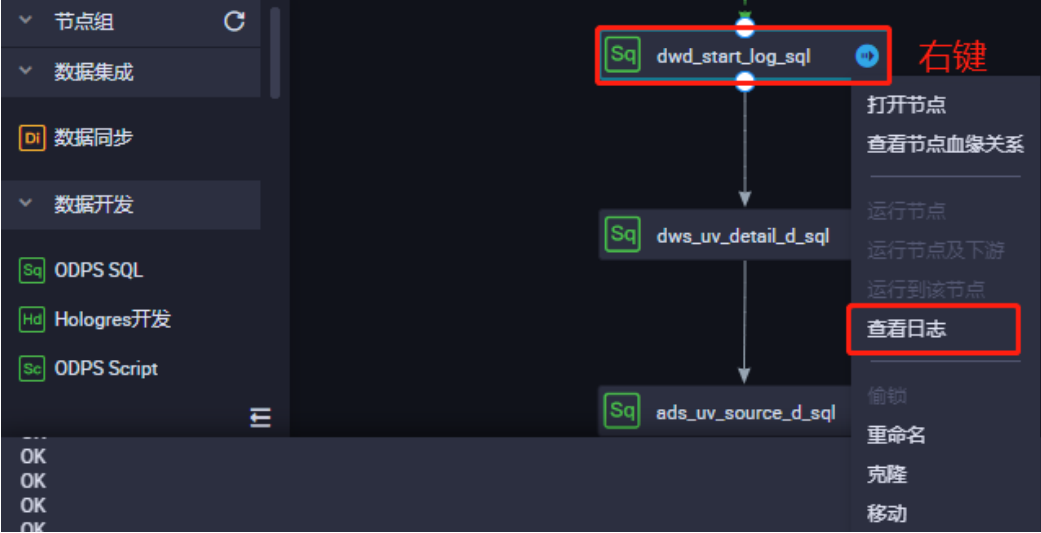 节点组
数据集成
Di 数据同步
数据开发
Sq ODPS SQL
Hd Hologres开发
Sc ODPS Script
Sq dwd_start_log_sql
右键
Sq dws_uv_detail_d_sql
Sq ads_uv_source_d_sql
打开节点
查看节点血缘关系
运行节点
运行节点及下游
运行到该节点
查看日志
偷锁
重命名
克隆
移动
OK
OK
OK
OK
OK